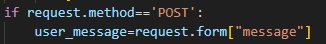 if request.method=='POST':
    user_message=request.form["message"]